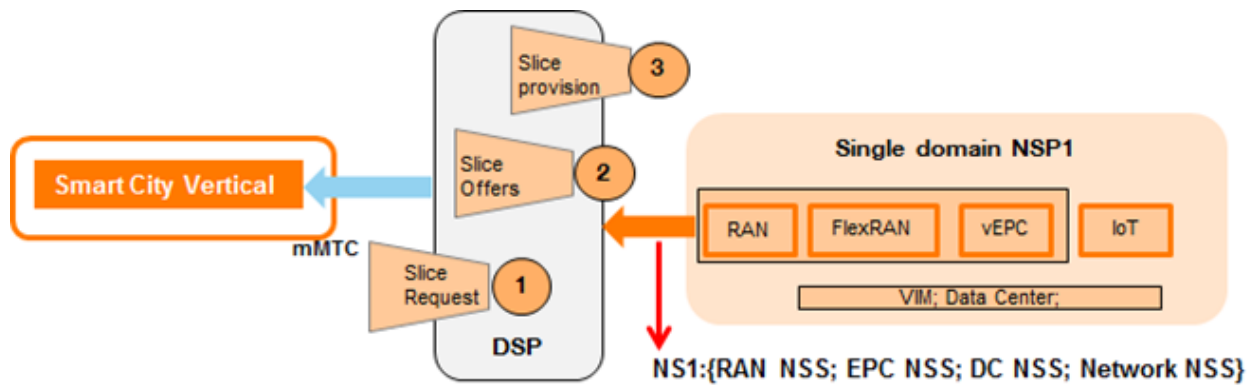 Slice
provision
3
Single domain NSP1
Smart City Vertical
Slice
Offers
2
RAN
FlexRAN
vEPC
IoT
mMTC
Slice
Request
1
VIM; Data Center;
DSP
NS1:{RAN NSS; EPC NSS; DC NSS; Network NSS}